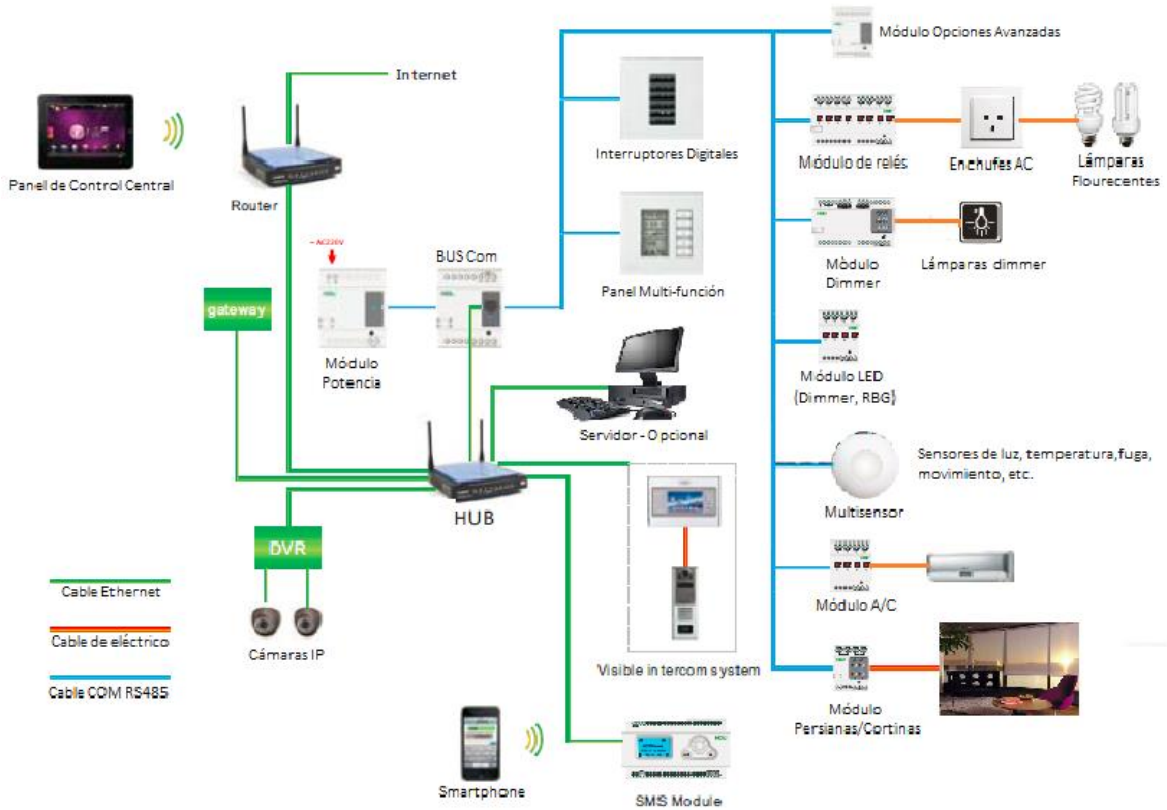 Internet
Panel de Control Central
Router
~ AC220V
BUS Com
gateway
Módulo
Potencia
HUB
DVR
Cámaras IP
Cable Ethernet
Cable de eléctrico
Cable COM RS485
Smartphone
SMS Module
Interruptores Digitales
Panel Multi-función
Servidor - Opcional
Visible intercom system
Módulo Opciones Avanzadas
Módulo de relés
Enchufes AC
Lámparas
Flourecentes
Mòdulo
Dimmer
Lámparas dimmer
Módulo LED
(Dimmer, RBG)
Sensores de luz, temperatura,fuga,
movimiento, etc.
Multisensor
Módulo A/C
Módulo
Persianas/Cortinas